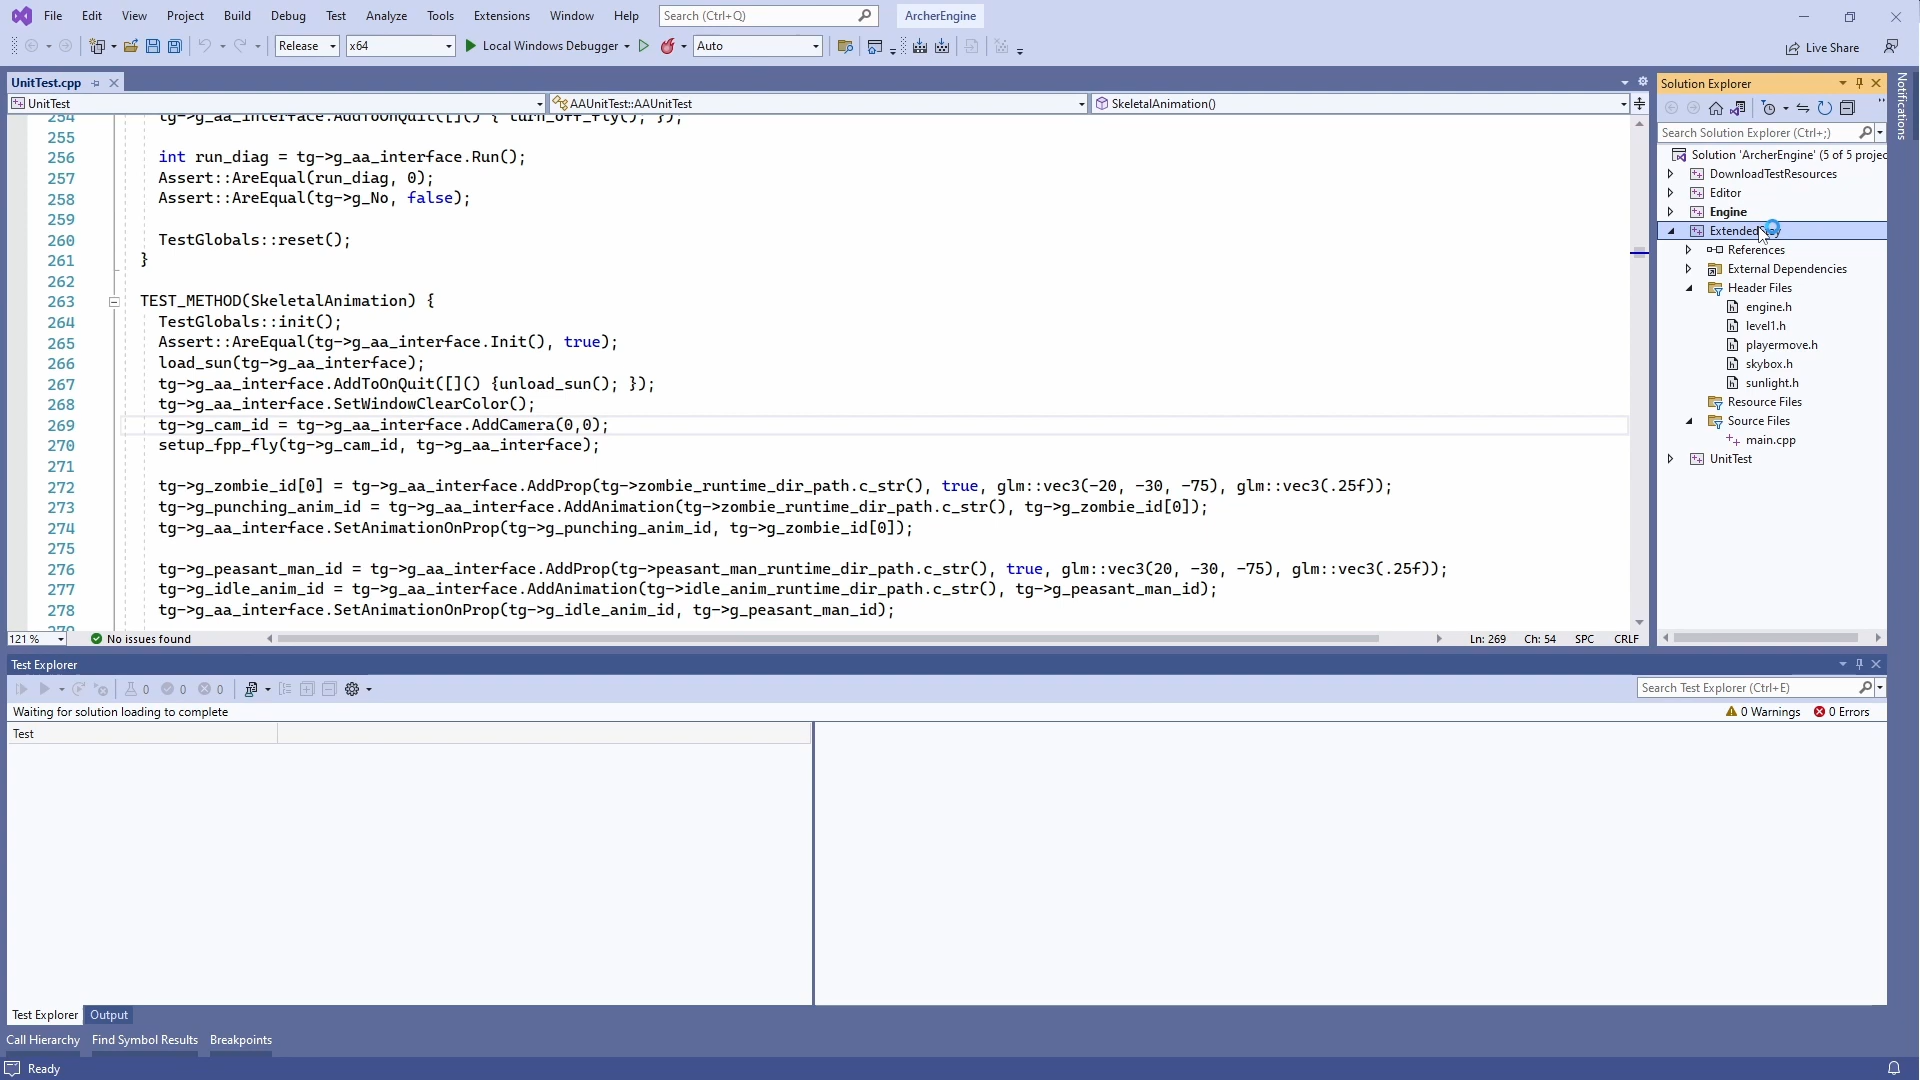 File Edit View Project Build Debug Test Analyze Tools Extensions Window Help Search (Ctrl+Q) ArcherEngine
Release x64 Local Windows Debugger Auto Live Share
UnitTest.cpp
UnitTest AAUnitTest::AAUnitTest SkeletalAnimation()
254 tg->g_aa_interface.AddToOnQuit([]() { turn_off_fly(); });
255
256 int run_diag = tg->g_aa_interface.Run();
257 Assert::AreEqual(run_diag, 0);
258 Assert::AreEqual(tg->g_No, false);
259
260 TestGlobals::reset();
261 }
262
263 TEST_METHOD(SkeletalAnimation) {
264 TestGlobals::init();
265 Assert::AreEqual(tg->g_aa_interface.Init(), true);
266 load_sun(tg->g_aa_interface);
267 tg->g_aa_interface.AddToOnQuit([]() {unload_sun(); });
268 tg->g_aa_interface.SetWindowClearColor();
269 tg->g_cam_id = tg->g_aa_interface.AddCamera(0,0);
270 setup_fpp_fly(tg->g_cam_id, tg->g_aa_interface);
271
272 tg->g_zombie_id[0] = tg->g_aa_interface.AddProp(tg->zombie_runtime_dir_path.c_str(), true, glm::vec3(-20, -30, -75), glm::vec3(.25f));
273 tg->g_punching_anim_id = tg->g_aa_interface.AddAnimation(tg->zombie_runtime_dir_path.c_str(), tg->g_zombie_id[0]);
274 tg->g_aa_interface.SetAnimationOnProp(tg->g_punching_anim_id, tg->g_zombie_id[0]);
275
276 tg->g_peasant_man_id = tg->g_aa_interface.AddProp(tg->peasant_man_runtime_dir_path.c_str(), true, glm::vec3(20, -30, -75), glm::vec3(.25f));
277 tg->g_idle_anim_id = tg->g_aa_interface.AddAnimation(tg->idle_anim_runtime_dir_path.c_str(), tg->g_peasant_man_id);
278 tg->g_aa_interface.SetAnimationOnProp(tg->g_idle_anim_id, tg->g_peasant_man_id);
279
121 % No issues found Ln: 269 Ch: 54 SPC CRLF
Solution Explorer
Search Solution Explorer (Ctrl+;)
Solution 'ArcherEngine' (5 of 5 projec
DownloadTestResources
Editor
Engine
References
External Dependencies
Header Files
engine.h
level1.h
playermove.h
skybox.h
sunlight.h
Resource Files
Source Files
main.cpp
UnitTest
Notifications
Test Explorer
0 0 0 Search Test Explorer (Ctrl+E)
Waiting for solution loading to complete 0 Warnings 0 Errors
Test
Test Explorer Output
Call Hierarchy Find Symbol Results Breakpoints
Ready